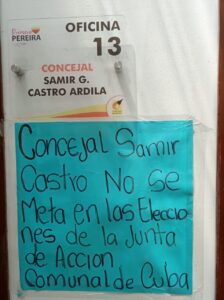 OFICINA
13
PEREIRA
CONCEJAL
SAMIR G.
CASTRO ARDILA
Concejal Samir
Castro No se
Meta en las Eleccio
nes de la Junta
de Accion
Comunal de Cuba